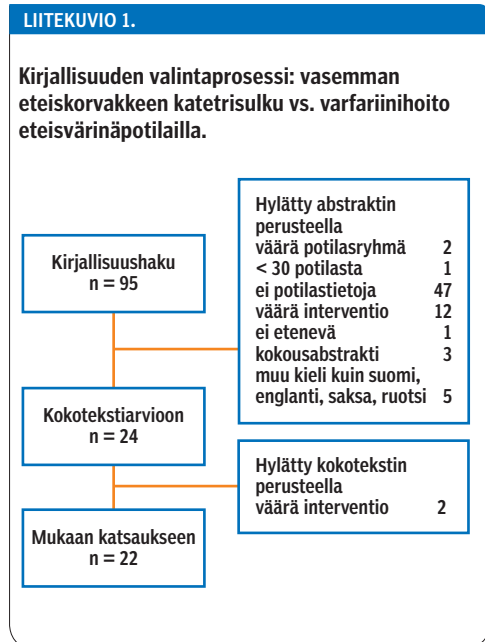 LIITEKUVIO 1.
Kirjallisuuden valintaprosessi: vasemman
eteiskorvakkeen katetrisulku vs. varfariinihoito
eteisvärinäpotilailla.
Kirjallisuushaku
n = 95
Hylätty abstraktin
perusteella
väärä potilasryhmä 2
< 30 potilasta 1
ei potilastietoja 47
väärä interventio 12
ei etenevä 1
kokousabstrakti 3
muu kieli kuin suomi,
englanti, saksa, ruotsi 5
Kokotekstiarvioon
n = 24
Hylätty kokotekstin
perusteella
väärä interventio 2
Mukaan katsaukseen
n = 22